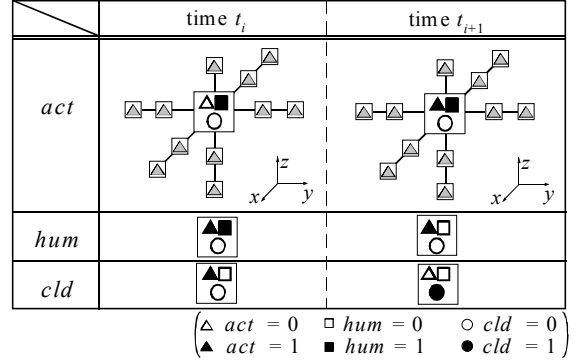 time t_i time t_{i+1}
act
z z
x y x y
hum
cld
act = 0 hum = 0 cld = 0
act = 1 hum = 1 cld = 1